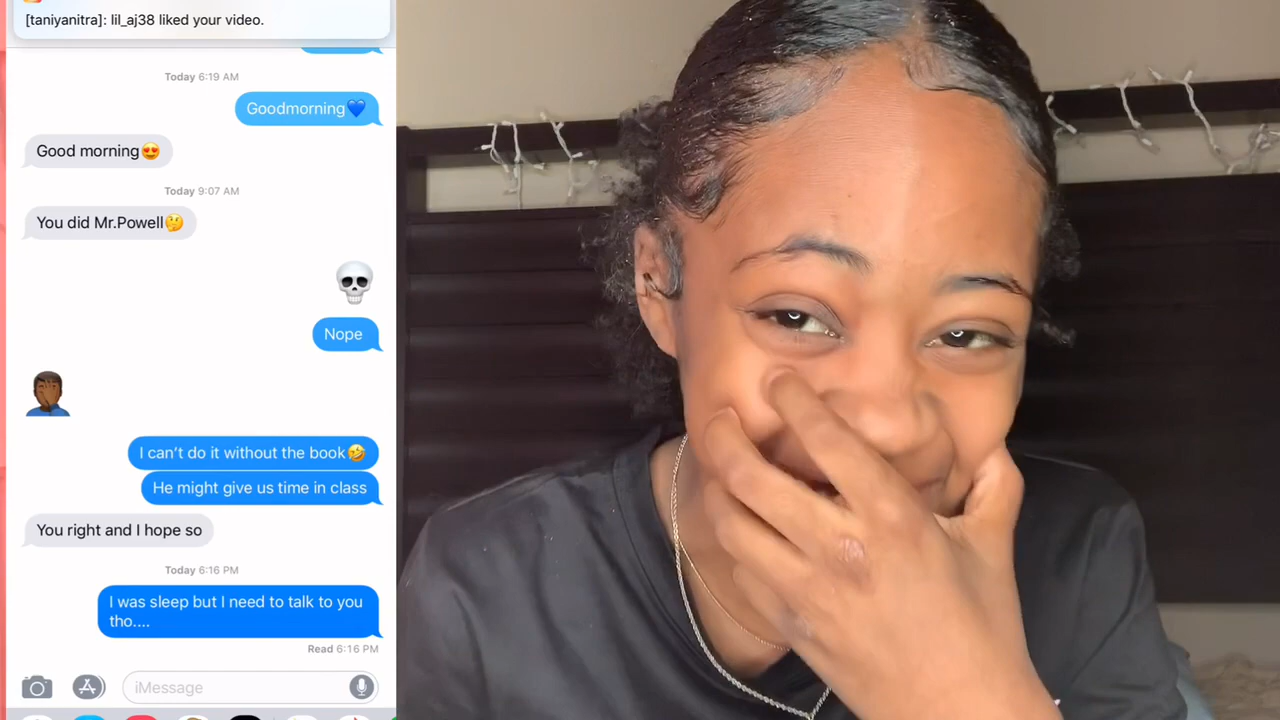 [taniyanitra]: lil_aj38 liked your video.
Today 6:19 AM
Goodmorning💙
Good morning😍
Today 9:07 AM
You did Mr.Powell🤔
💀
Nope
🤦🏾‍♂️
I can't do it without the book🤣
He might give us time in class
You right and I hope so
Today 6:16 PM
I was sleep but I need to talk to you
tho....
Read 6:16 PM
iMessage